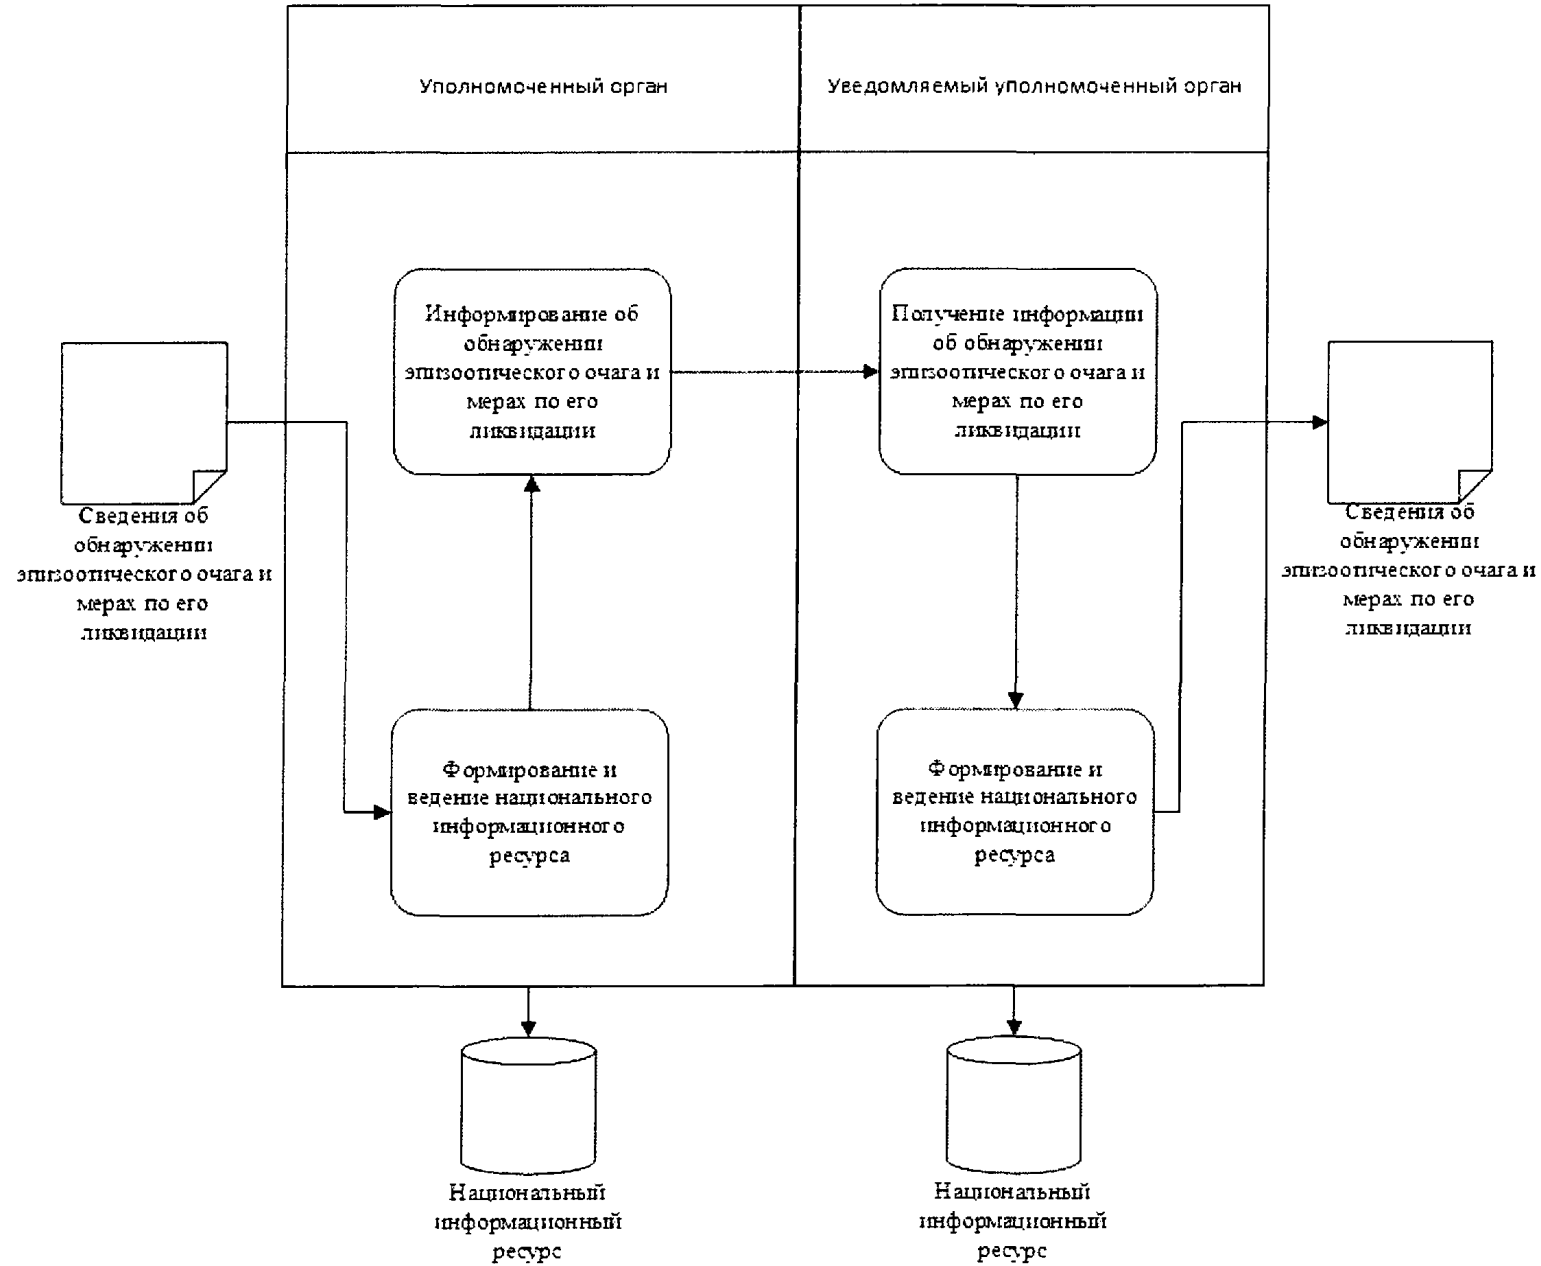 Уполномоченный орган
Уведомляемый уполномоченный орган
Информирование об
обнаружении
эпизоотического очага и
мерах по его
ликвидации
Получение информации
об обнаружении
эпизоотического очага и
мерах по его
ликвидации
Сведения об
обнаружении
эпизоотического очага и
мерах по его
ликвидации
Сведения об
обнаружении
эпизоотического очага и
мерах по его
ликвидации
Формирование и
ведение национального
информационного
ресурса
Формирование и
ведение национального
информационного
ресурса
Национальный
информационный
ресурс
Национальный
информационный
ресурс